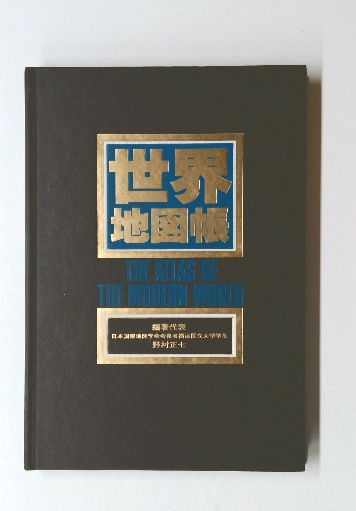 世界
地図帳
THE ATLAS OF
THE MODERN WORLD
編著代表
野村正七